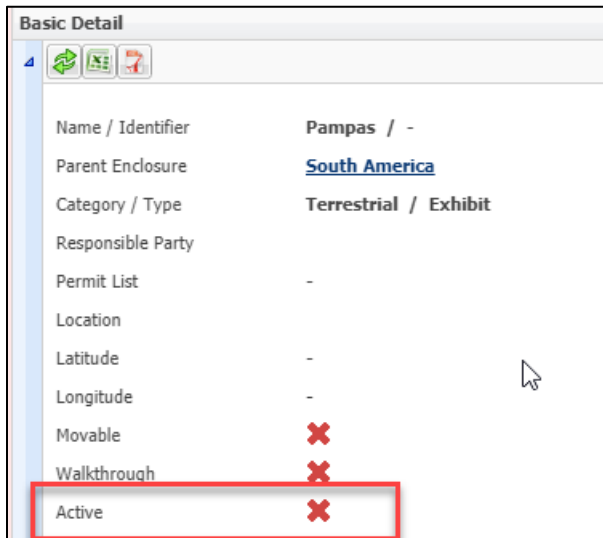 Basic Detail
Name / Identifier Pampas / -
Parent Enclosure South America
Category / Type Terrestrial / Exhibit
Responsible Party
Permit List -
Location
Latitude -
Longitude -
Movable
Walkthrough
Active